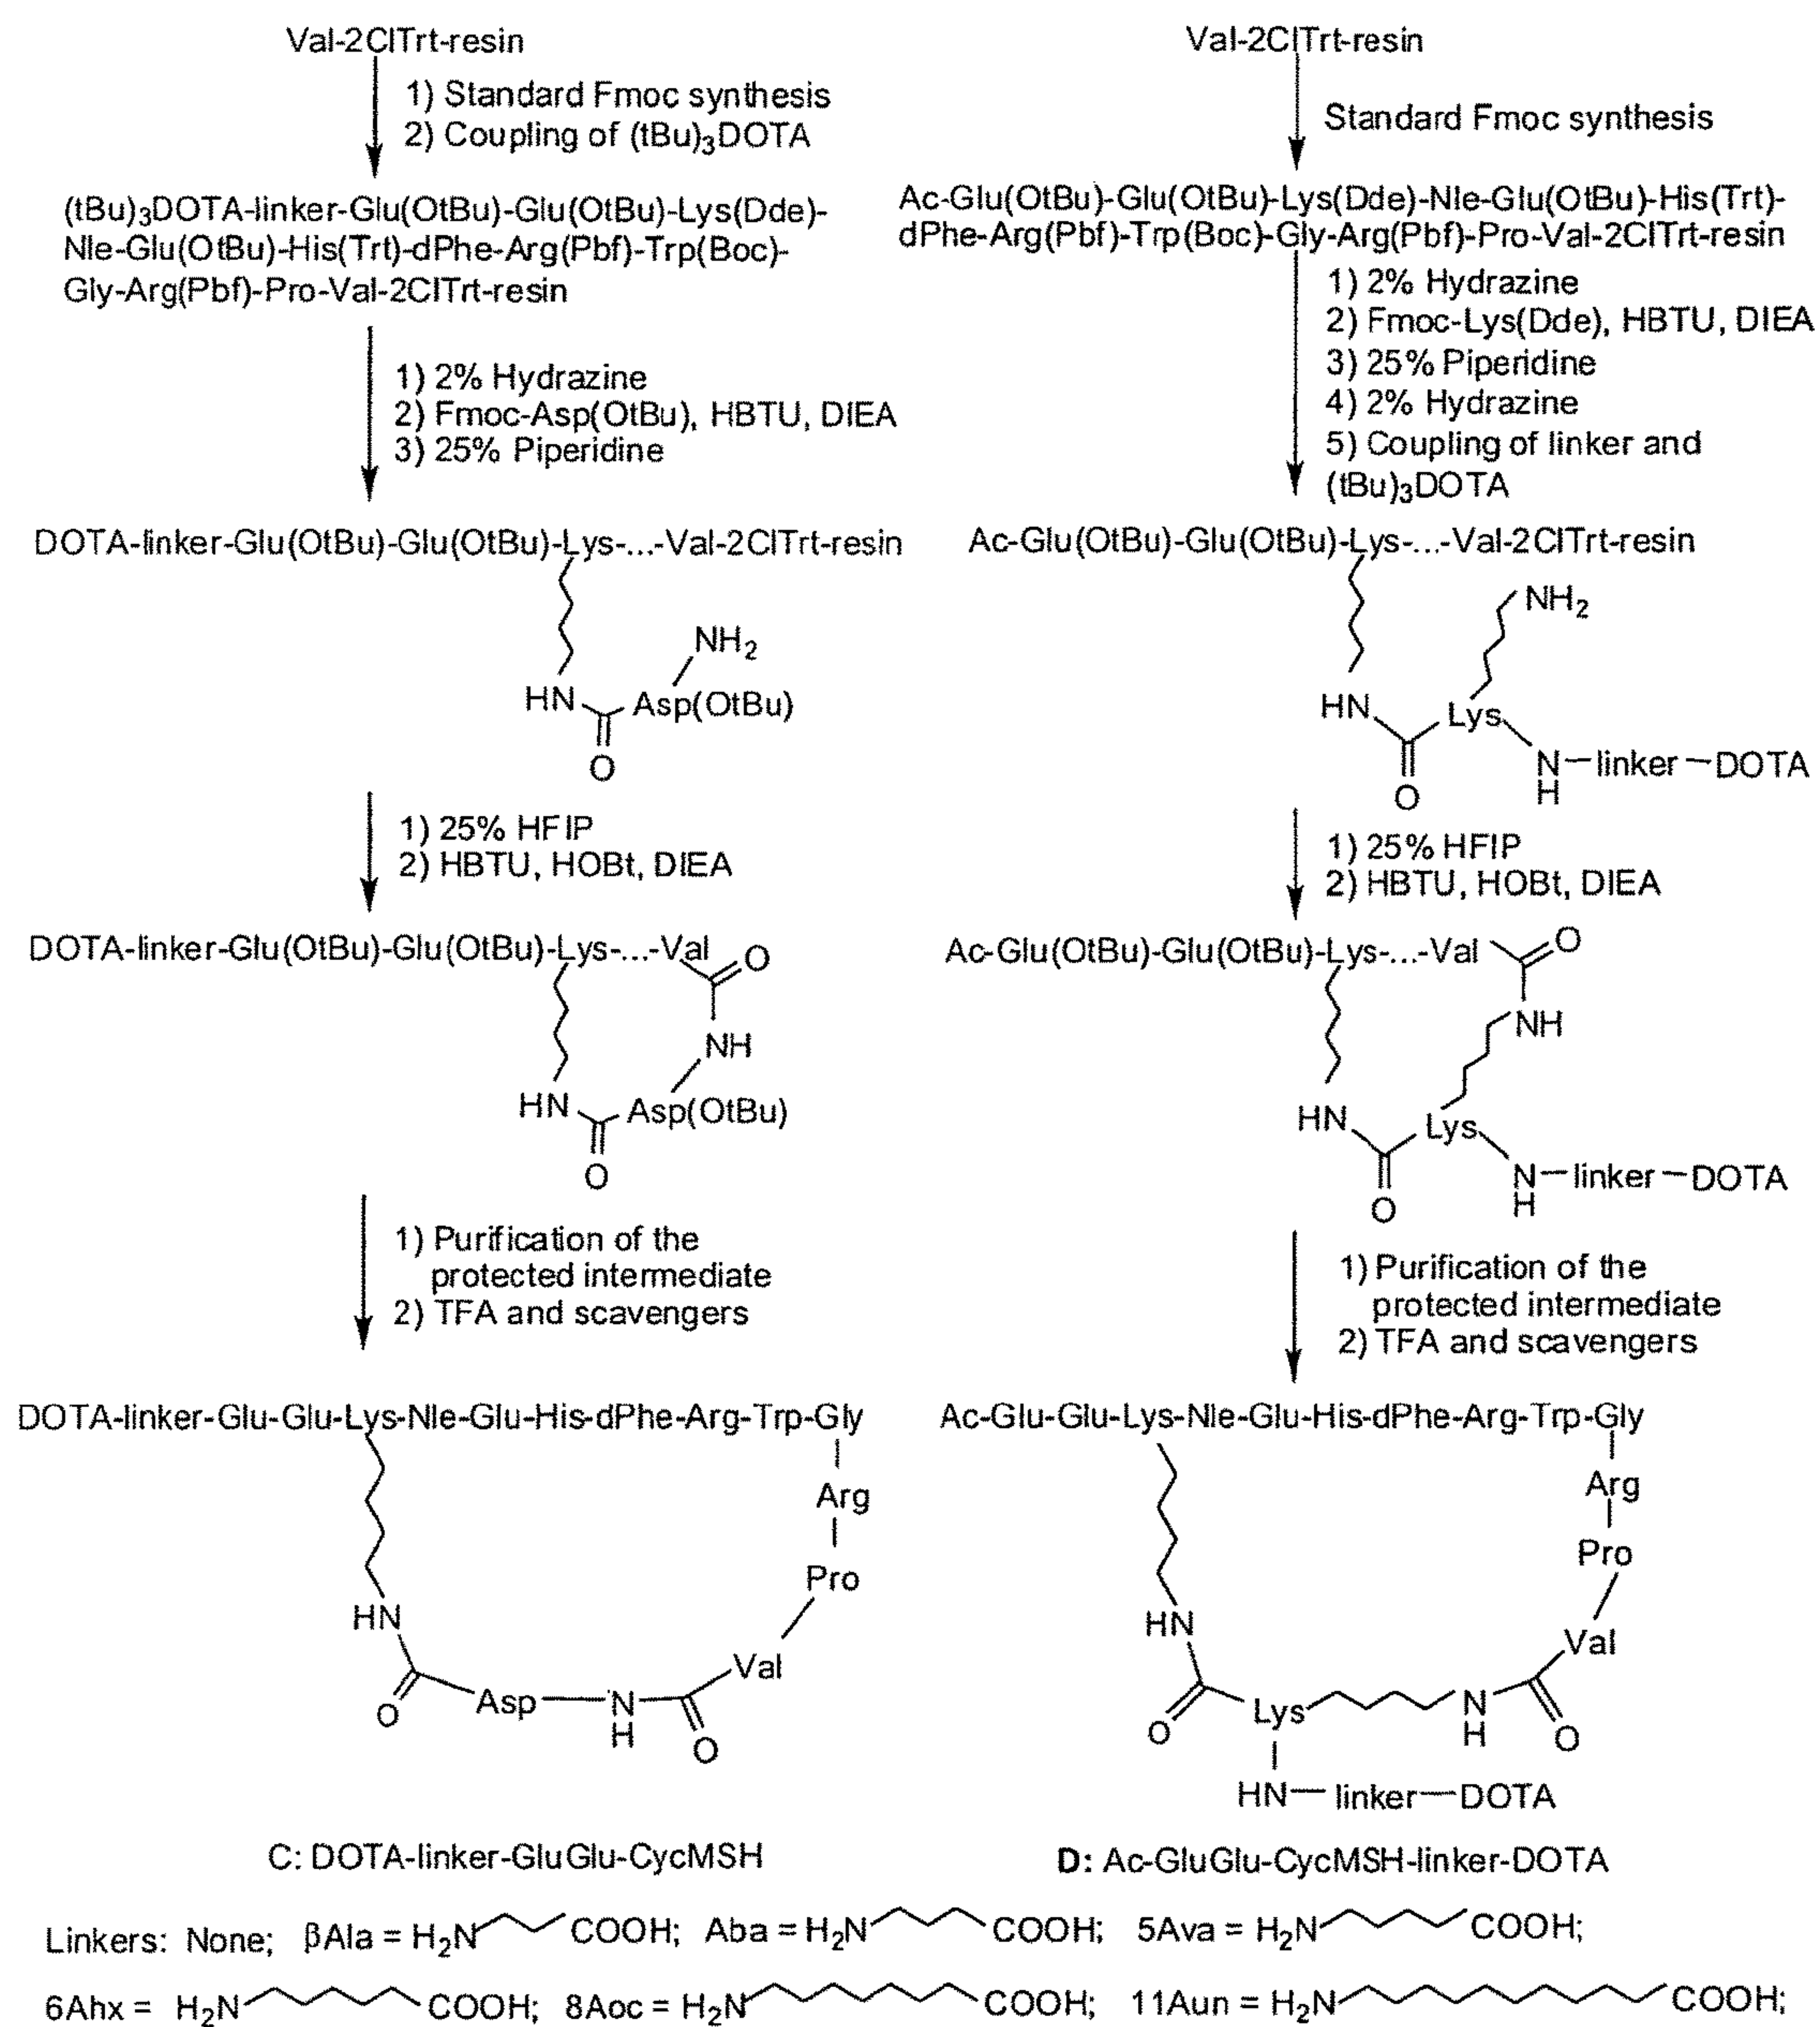 Val-2ClTrt-resin
1) Standard Fmoc synthesis
2) Coupling of (tBu)₃DOTA
(tBu)₃DOTA-linker-Glu(OtBu)-Glu(OtBu)-Lys(Dde)-
Nle-Glu(OtBu)-His(Trt)-dPhe-Arg(Pbf)-Trp(Boc)-
Gly-Arg(Pbf)-Pro-Val-2ClTrt-resin
1) 2% Hydrazine
2) Fmoc-Asp(OtBu), HBTU, DIEA
3) 25% Piperidine
DOTA-linker-Glu(OtBu)-Glu(OtBu)-Lys-...-Val-2ClTrt-resin
NH₂
HN
Asp(OtBu)
O
1) 25% HFIP
2) HBTU, HOBt, DIEA
DOTA-linker-Glu(OtBu)-Glu(OtBu)-Lys-...-Val
O
NH
HN
Asp(OtBu)
O
1) Purification of the
protected intermediate
2) TFA and scavengers
DOTA-linker-Glu-Glu-Lys-Nle-Glu-His-dPhe-Arg-Trp-Gly
Arg
Pro
HN
Val
Asp
N
H
O
O
C: DOTA-linker-GluGlu-CycMSH
Val-2ClTrt-resin
Standard Fmoc synthesis
Ac-Glu(OtBu)-Glu(OtBu)-Lys(Dde)-Nle-Glu(OtBu)-His(Trt)-
dPhe-Arg(Pbf)-Trp(Boc)-Gly-Arg(Pbf)-Pro-Val-2ClTrt-resin
1) 2% Hydrazine
2) Fmoc-Lys(Dde), HBTU, DIEA
3) 25% Piperidine
4) 2% Hydrazine
5) Coupling of linker and
(tBu)₃DOTA
Ac-Glu(OtBu)-Glu(OtBu)-Lys-...-Val-2ClTrt-resin
NH₂
HN
Lys
N
H
linker
DOTA
O
1) 25% HFIP
2) HBTU, HOBt, DIEA
Ac-Glu(OtBu)-Glu(OtBu)-Lys-...-Val
O
NH
HN
Lys
N
H
linker
DOTA
O
1) Purification of the
protected intermediate
2) TFA and scavengers
Ac-Glu-Glu-Lys-Nle-Glu-His-dPhe-Arg-Trp-Gly
Arg
Pro
HN
Val
Lys
N
H
O
O
HN
linker
DOTA
D: Ac-GluGlu-CycMSH-linker-DOTA
Linkers: None; βAla = H₂N COOH; Aba = H₂N COOH; 5Ava = H₂N COOH;
6Ahx = H₂N COOH; 8Aoc = H₂N COOH; 11Aun = H₂N COOH;